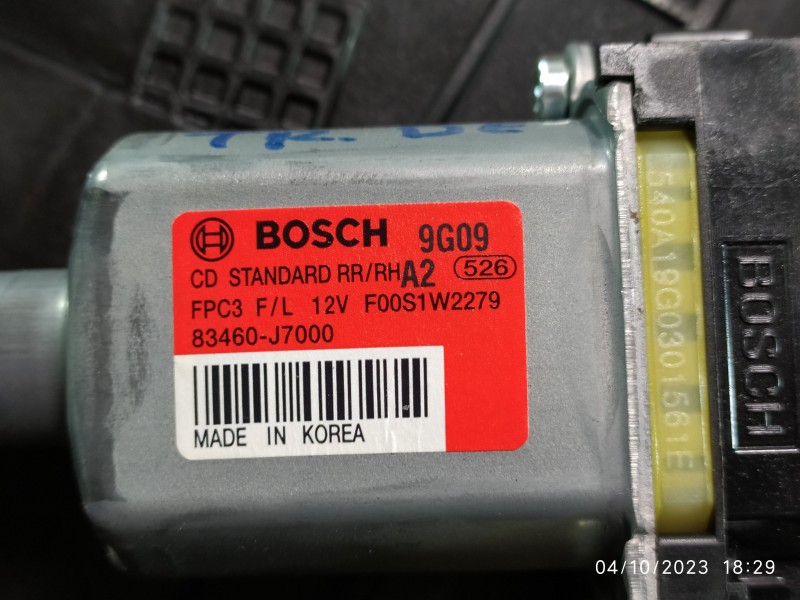 BOSCH 9G09
CD STANDARD RR/RH A2 526
FPC3 F/L 12V F00S1W2279
83460-J7000
MADE IN KOREA
540A18G0301561E
BOSCH
04/10/2023 18:29